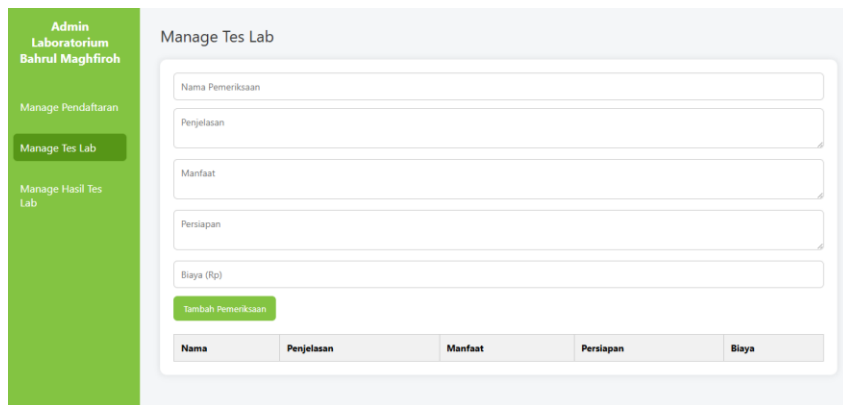 Admin
Laboratorium
Bahrul Maghfiroh
Manage Pendaftaran
Manage Tes Lab
Manage Hasil Tes
Lab
Manage Tes Lab
Nama Pemeriksaan
Penjelasan
Manfaat
Persiapan
Biaya (Rp)
Tambah Pemeriksaan
Nama Penjelasan Manfaat Persiapan Biaya